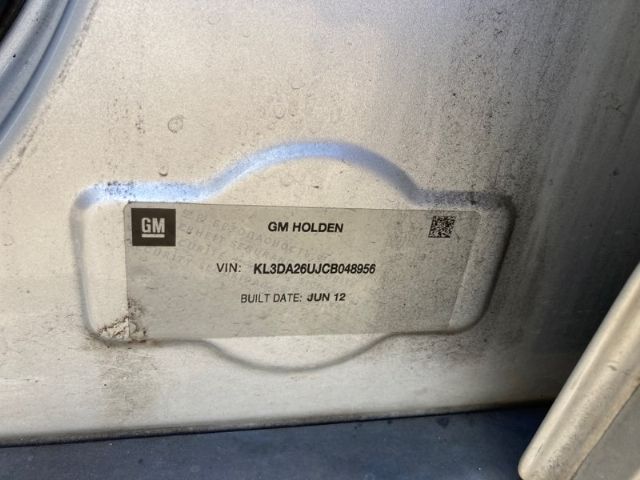 GM
GM HOLDEN
VIN: KL3DA26UJCB048956
BUILT DATE: JUN 12